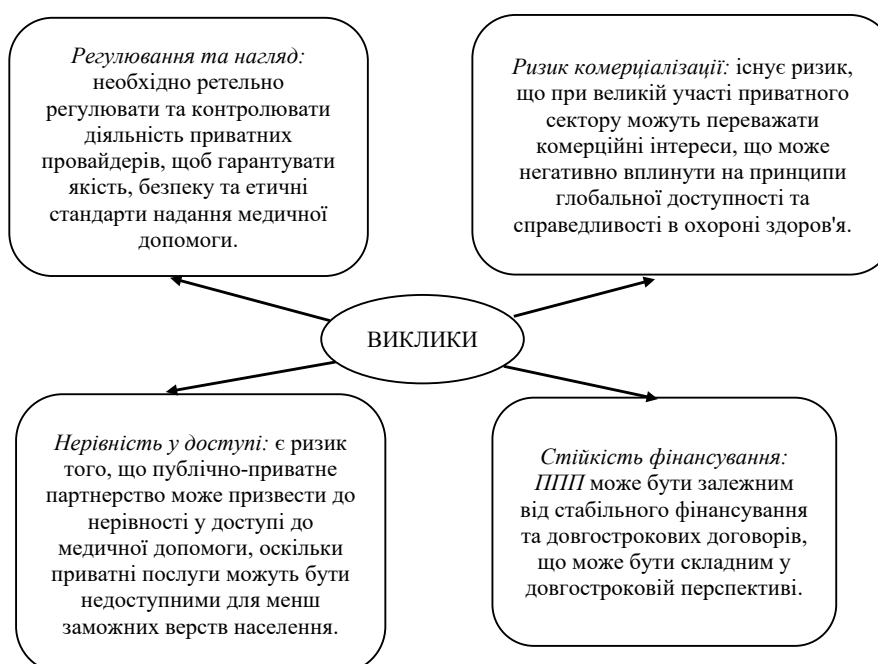 Регулювання та нагляд:
необхідно ретельно
регулювати та контролювати
діяльність приватних
провайдерів, щоб гарантувати
якість, безпеку та етичні
стандарти надання медичної
допомоги.
Ризик комерціалізації: існує ризик,
що при великій участі приватного
сектору можуть переважати
комерційні інтереси, що може
негативно вплинути на принципи
глобальної доступності та
справедливості в охороні здоров'я.
ВИКЛИКИ
Нерівність у доступі: є ризик
того, що публічно-приватне
партнерство може призвести до
нерівності у доступі до
медичної допомоги, оскільки
приватні послуги можуть бути
недоступними для менш
заможних верств населення.
Стійкість фінансування:
ППП може бути залежним
від стабільного фінансування
та довгострокових договорів,
що може бути складним у
довгостроковій перспективі.